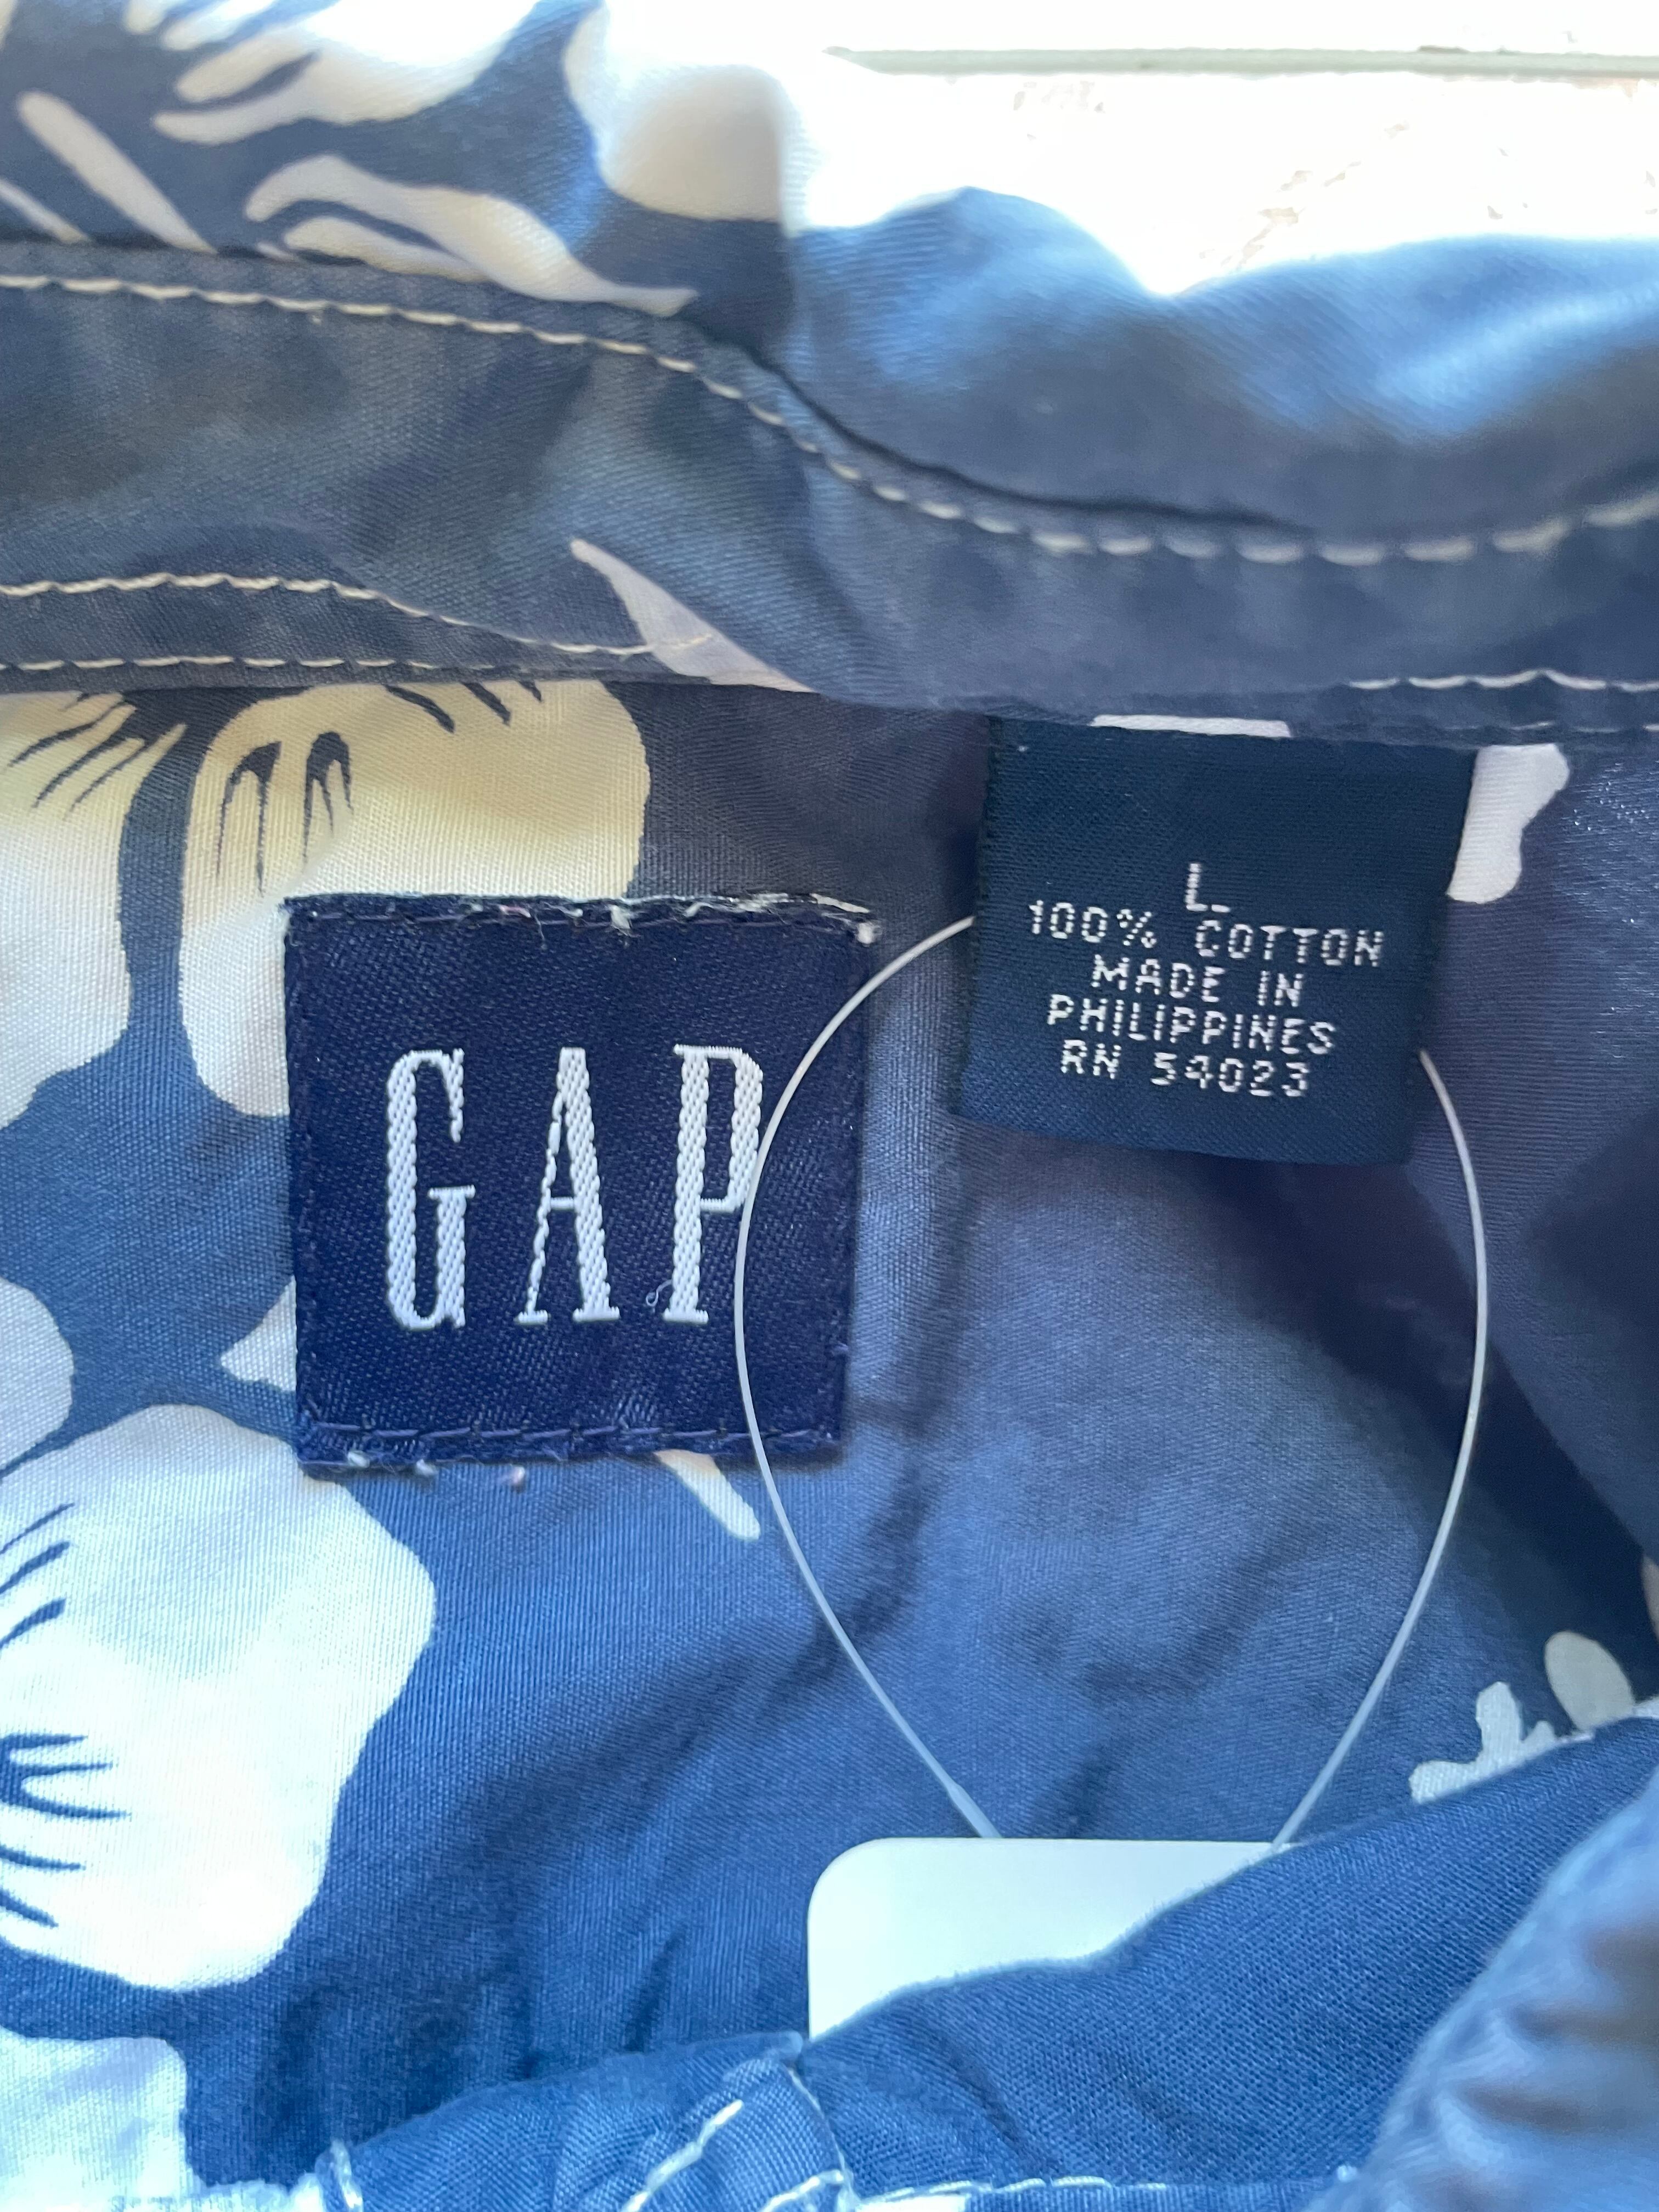 GAP
L
100% COTTON
MADE IN
PHILIPPINES
RN 54023